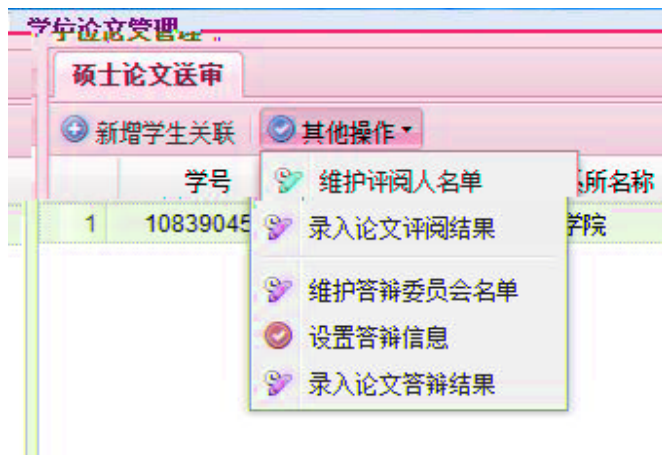 学位论文管理
硕士论文送审
新增学生关联 其他操作
学号 所名称
1 10839045 学院
维护评阅人名单
录入论文评阅结果
维护答辩委员会名单
设置答辩信息
录入论文答辩结果